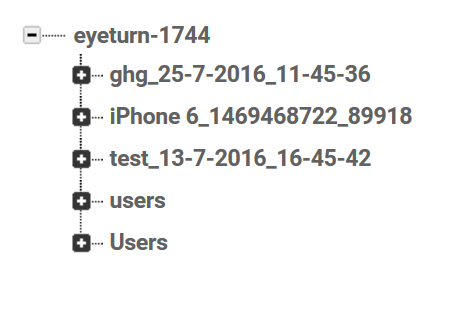 eyeturn-1744
ghg_25-7-2016_11-45-36
iPhone 6_1469468722_89918
test_13-7-2016_16-45-42
users
Users